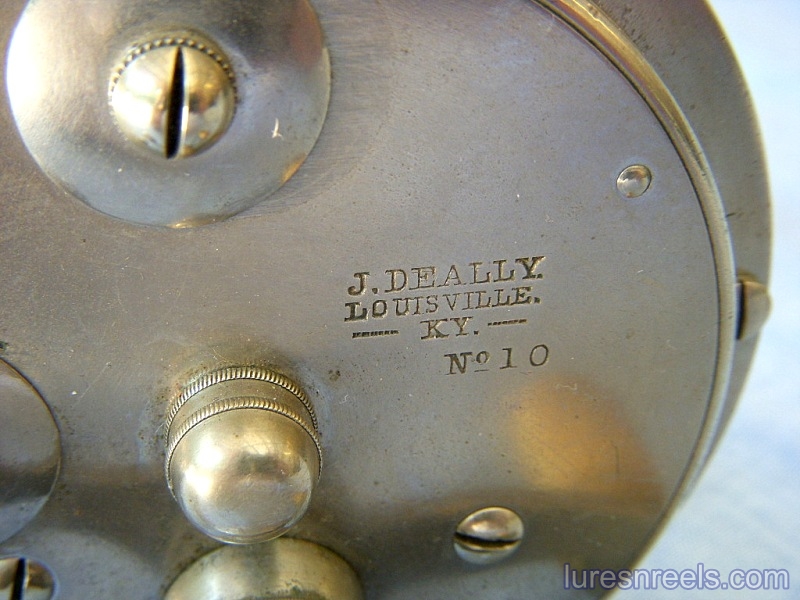 J. DEALLY.
LOUISVILLE.
— KY. —
Nº 10
luresnreels.com